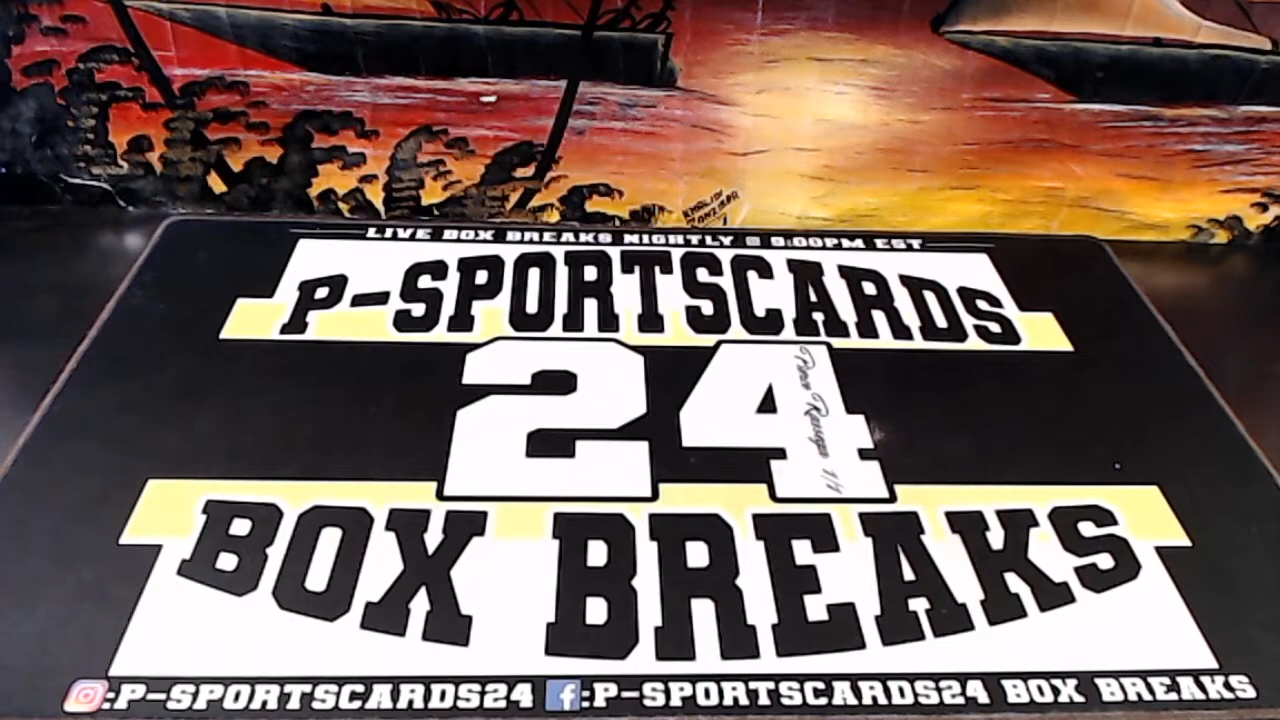 LIVE BOX BREAKS NIGHTLY @ 9:00PM EST
P-SPORTSCARDS
24
BOX BREAKS
:P-SPORTSCARDS24 :P-SPORTSCARDS24 BOX BREAKS